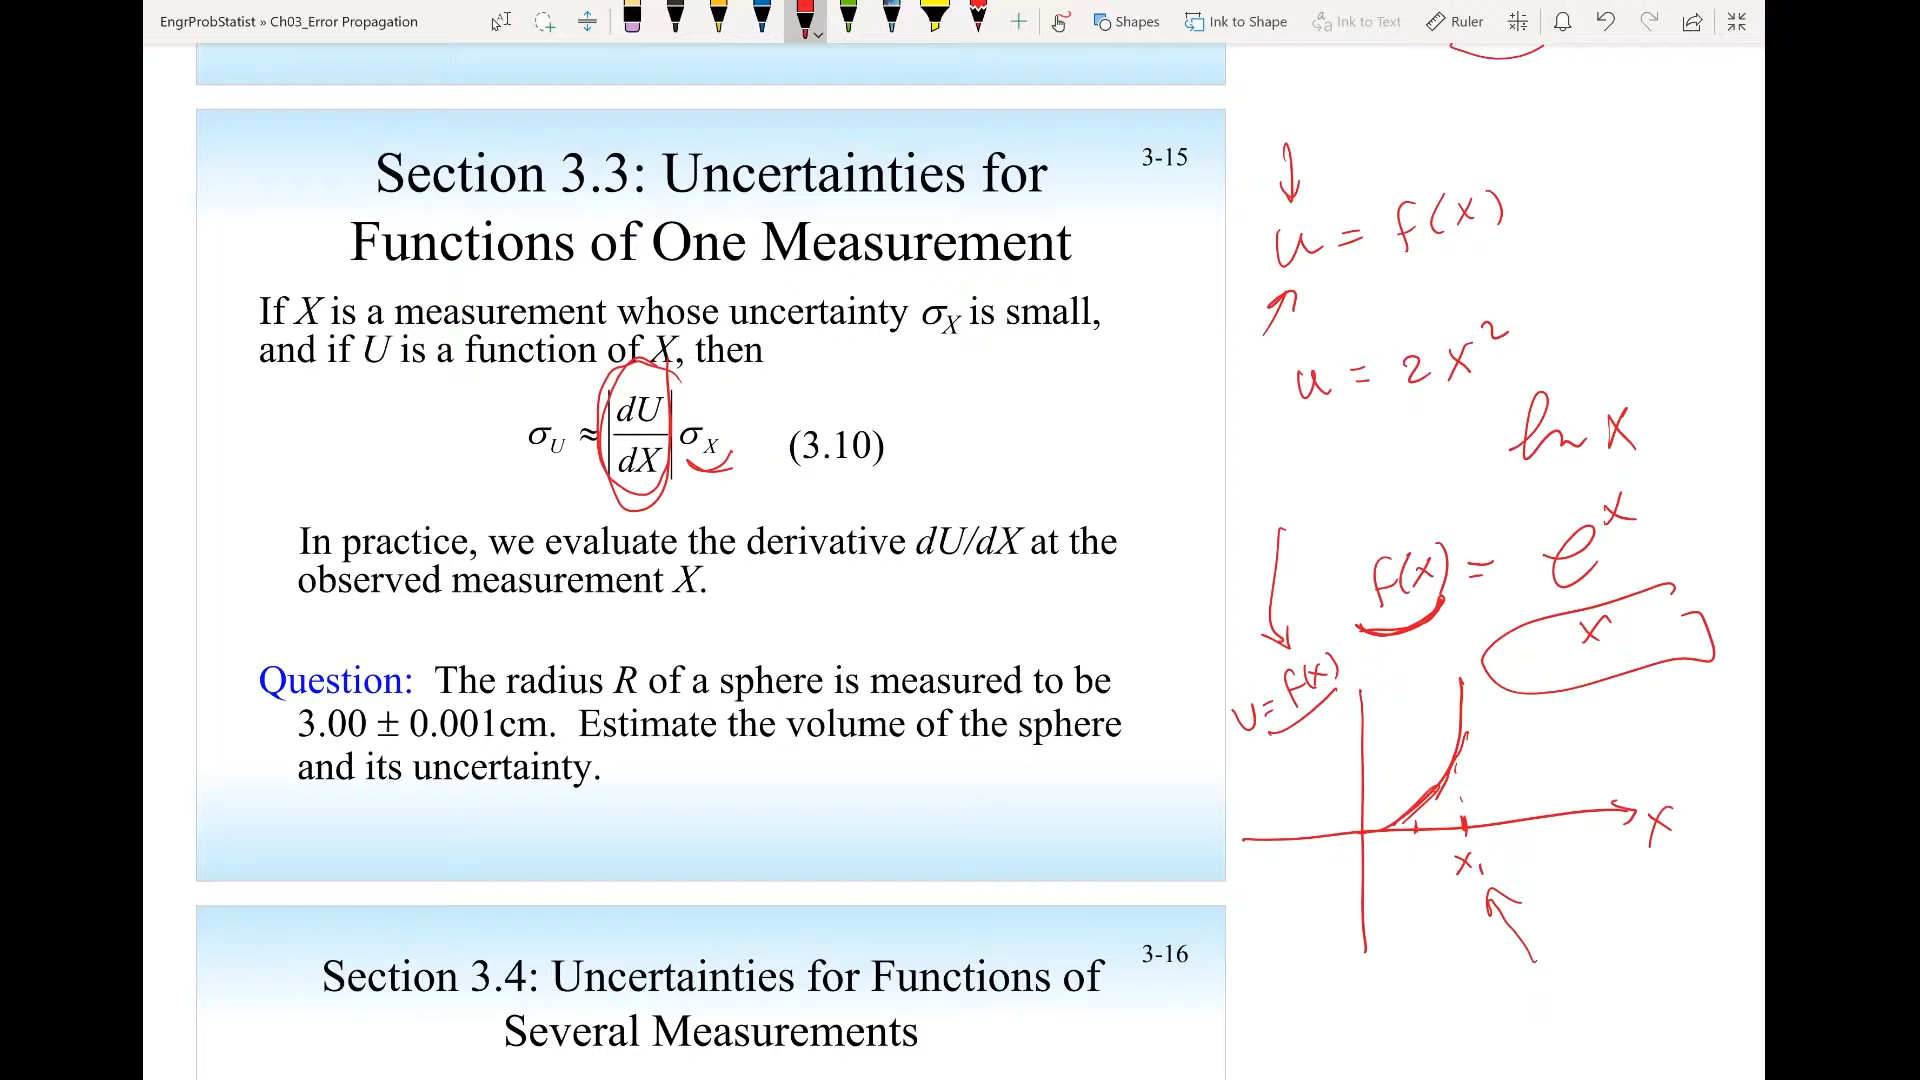 EngrProbStatist » Ch03_Error Propagation
Shapes
Ink to Shape
Ink to Text
Ruler
3-15
Section 3.3: Uncertainties for
Functions of One Measurement
If X is a measurement whose uncertainty σ_X is small,
and if U is a function of X, then
σ_U ≈ |dU/dX| σ_X (3.10)
In practice, we evaluate the derivative dU/dX at the
observed measurement X.
Question: The radius R of a sphere is measured to be
3.00 ± 0.001cm. Estimate the volume of the sphere
and its uncertainty.
3-16
Section 3.4: Uncertainties for Functions of
Several Measurements
u = f(x)
u = 2x²
ln x
f(x) = e^x
x
U = f(x)
x
x₁